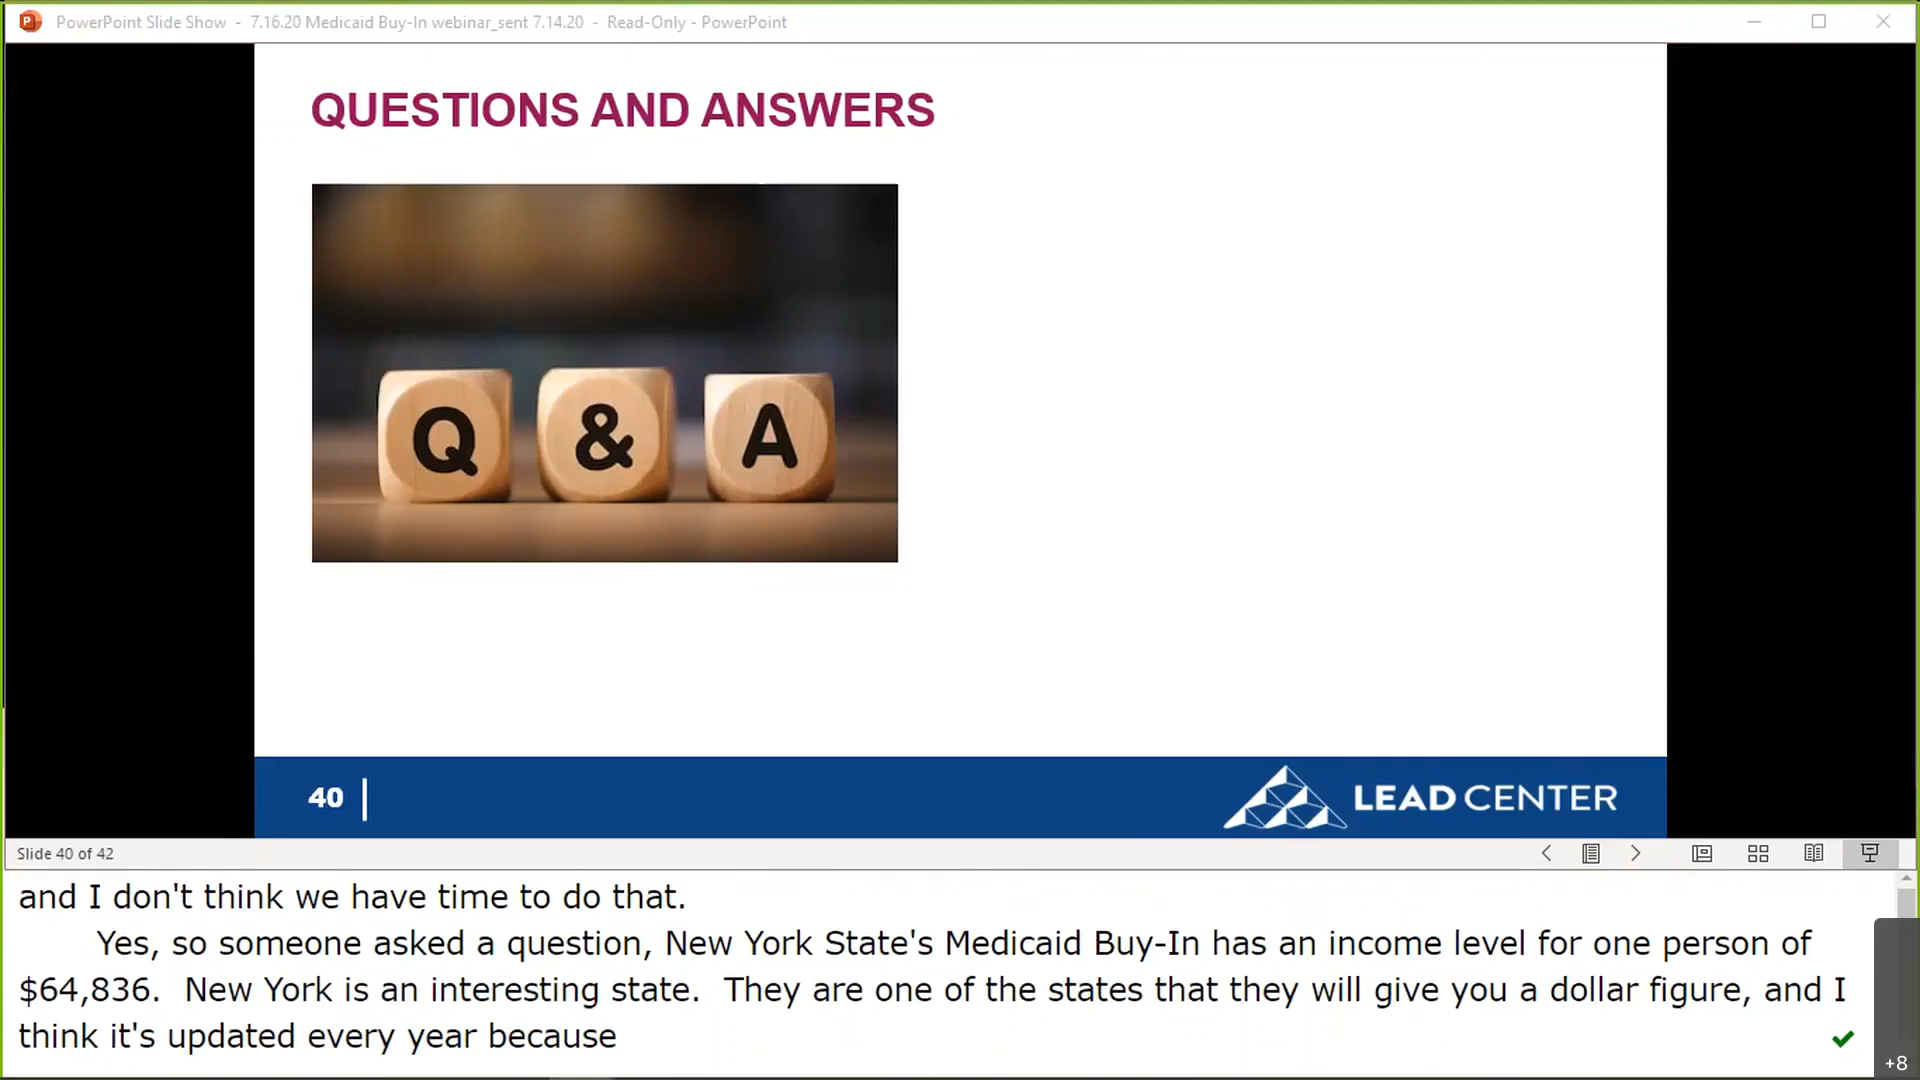 PowerPoint Slide Show - 7.16.20 Medicaid Buy-In webinar_sent 7.14.20 - Read-Only - PowerPoint
QUESTIONS AND ANSWERS
Q & A
40
LEAD CENTER
Slide 40 of 42
and I don't think we have time to do that.
Yes, so someone asked a question, New York State's Medicaid Buy-In has an income level for one person of
$64,836. New York is an interesting state. They are one of the states that they will give you a dollar figure, and I
think it's updated every year because
+8